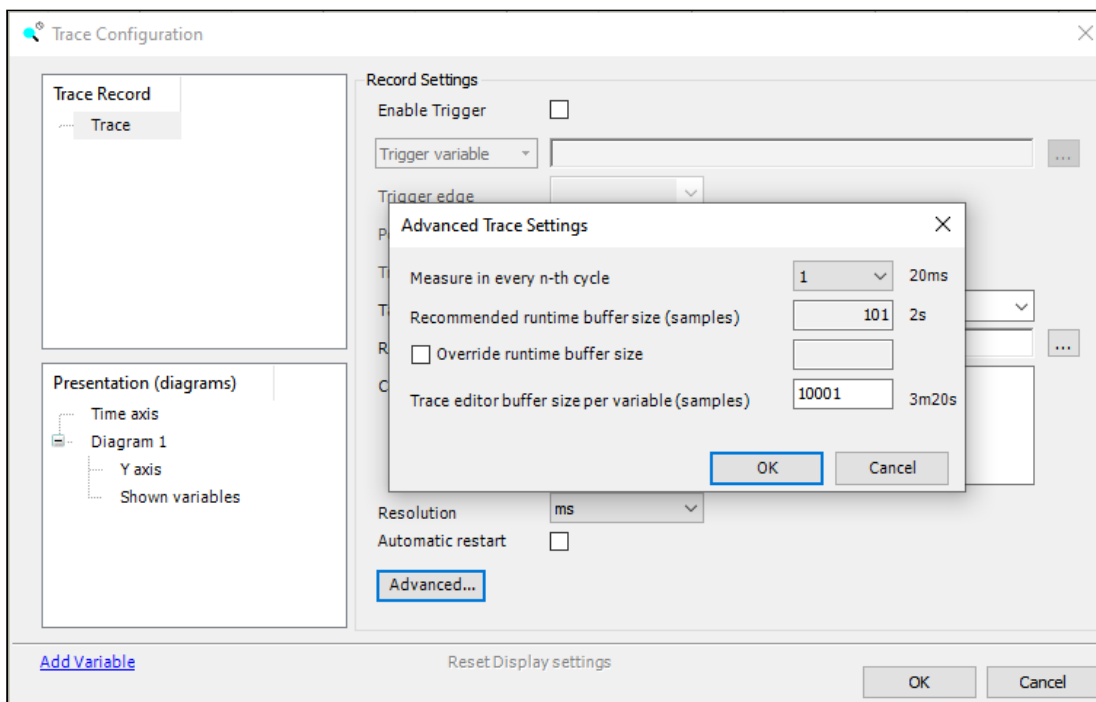 Trace Configuration
Trace Record
Trace
Record Settings
Enable Trigger
Trigger variable
...
Trigger edge
Advanced Trace Settings
Measure in every n-th cycle 1 20ms
Recommended runtime buffer size (samples) 101 2s
Override runtime buffer size
Trace editor buffer size per variable (samples) 10001 3m20s
OK Cancel
...
Presentation (diagrams)
Time axis
Diagram 1
Y axis
Shown variables
Resolution ms
Automatic restart
Advanced...
Add Variable
Reset Display settings
OK Cancel